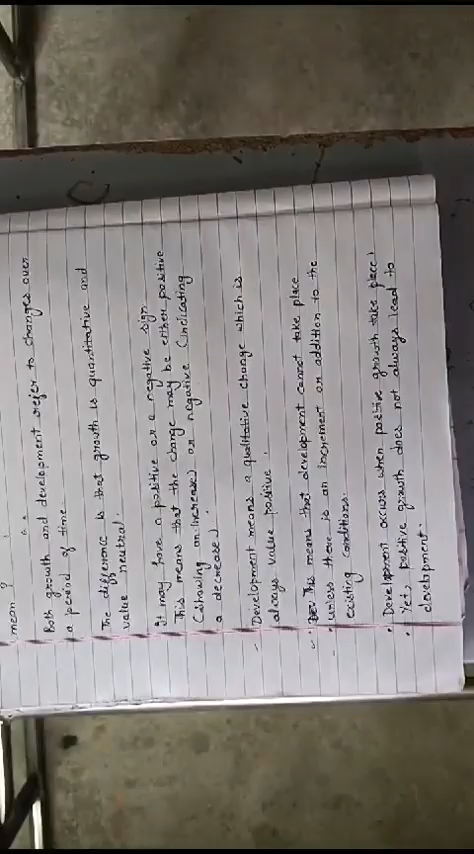 mean ?
Both growth and development refer to changes over
a period of time.
The difference is that growth is quantitative and
value neutral.
It may have a positive or a negative sign
This means that the change may be either positive
(showing an increase) or negative (indicating
a decrease)
- Development means a qualitative change which is
always value positive.
This means that development cannot take place
unless there is an increment or addition to the
existing conditions.
• Development occurs when positive growth take place)
• Yet, positive growth does not always lead to
development.